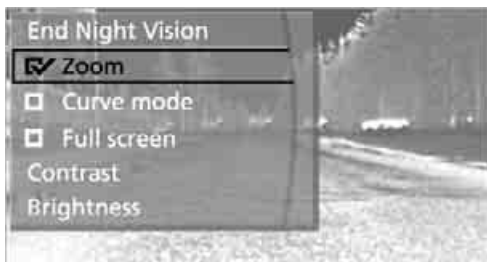 End Night Vision
Zoom
Curve mode
Full screen
Contrast
Brightness